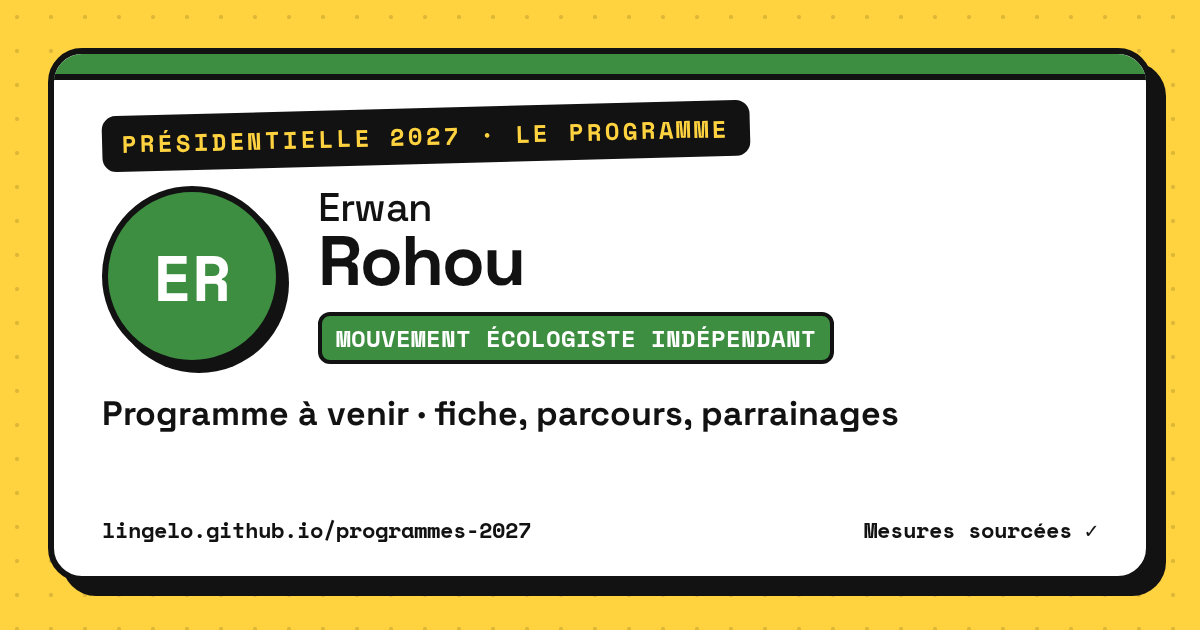 PRÉSIDENTIELLE 2027 · LE PROGRAMME
ER
Erwan
Rohou
MOUVEMENT ÉCOLOGISTE INDÉPENDANT
Programme à venir · fiche, parcours, parrainages
lingelo.github.io/programmes-2027
Mesures sourcées ✓